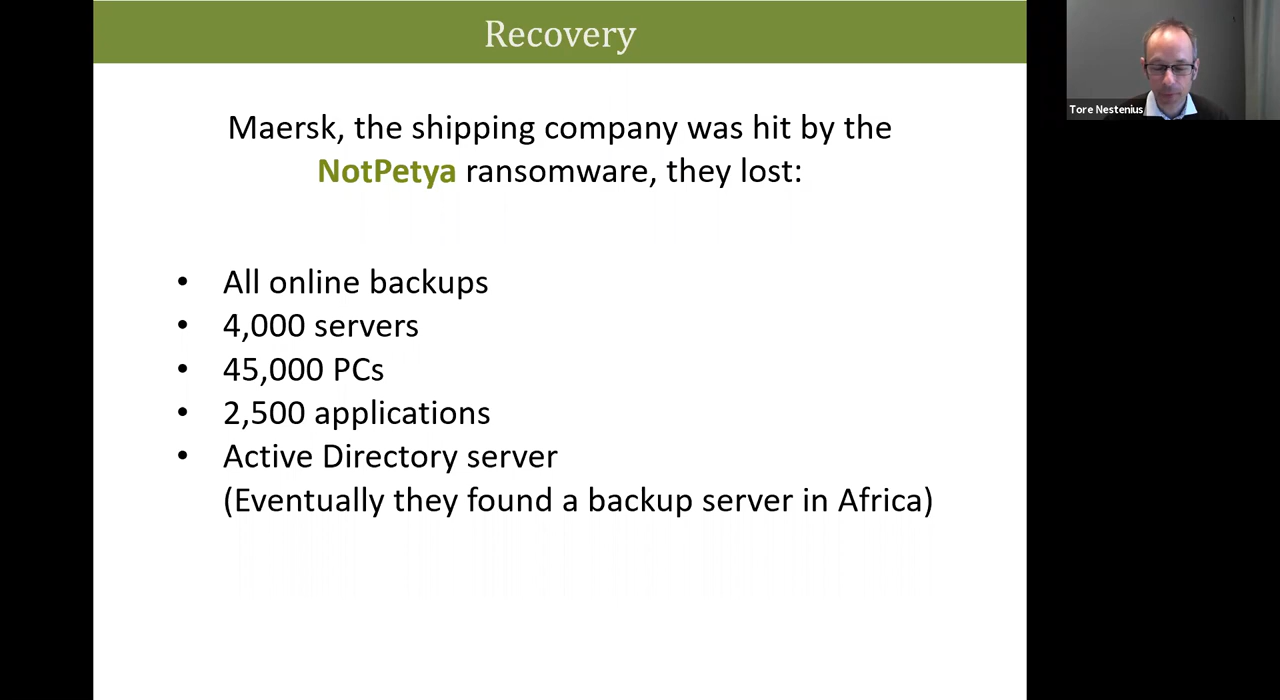 Recovery
Tore Nestenius
Maersk, the shipping company was hit by the
NotPetya ransomware, they lost:
• All online backups
• 4,000 servers
• 45,000 PCs
• 2,500 applications
• Active Directory server
(Eventually they found a backup server in Africa)